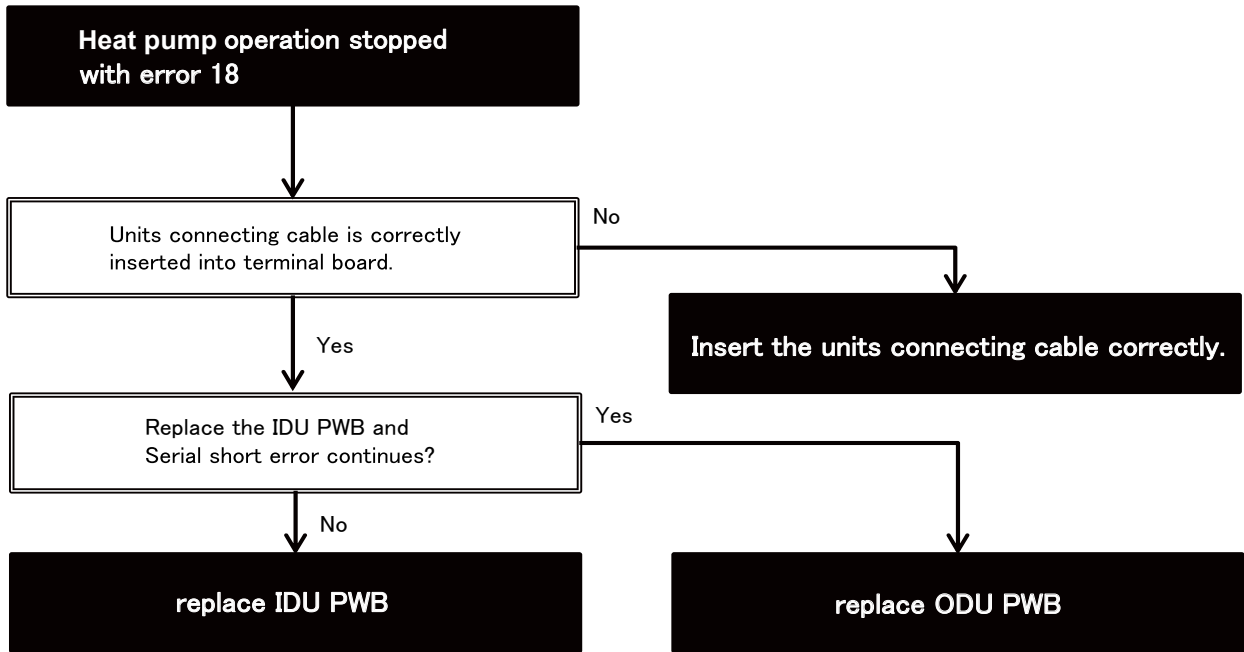 Heat pump operation stopped
with error 18
Units connecting cable is correctly
inserted into terminal board.
No
Insert the units connecting cable correctly.
Yes
Replace the IDU PWB and
Serial short error continues?
Yes
No
replace IDU PWB
replace ODU PWB